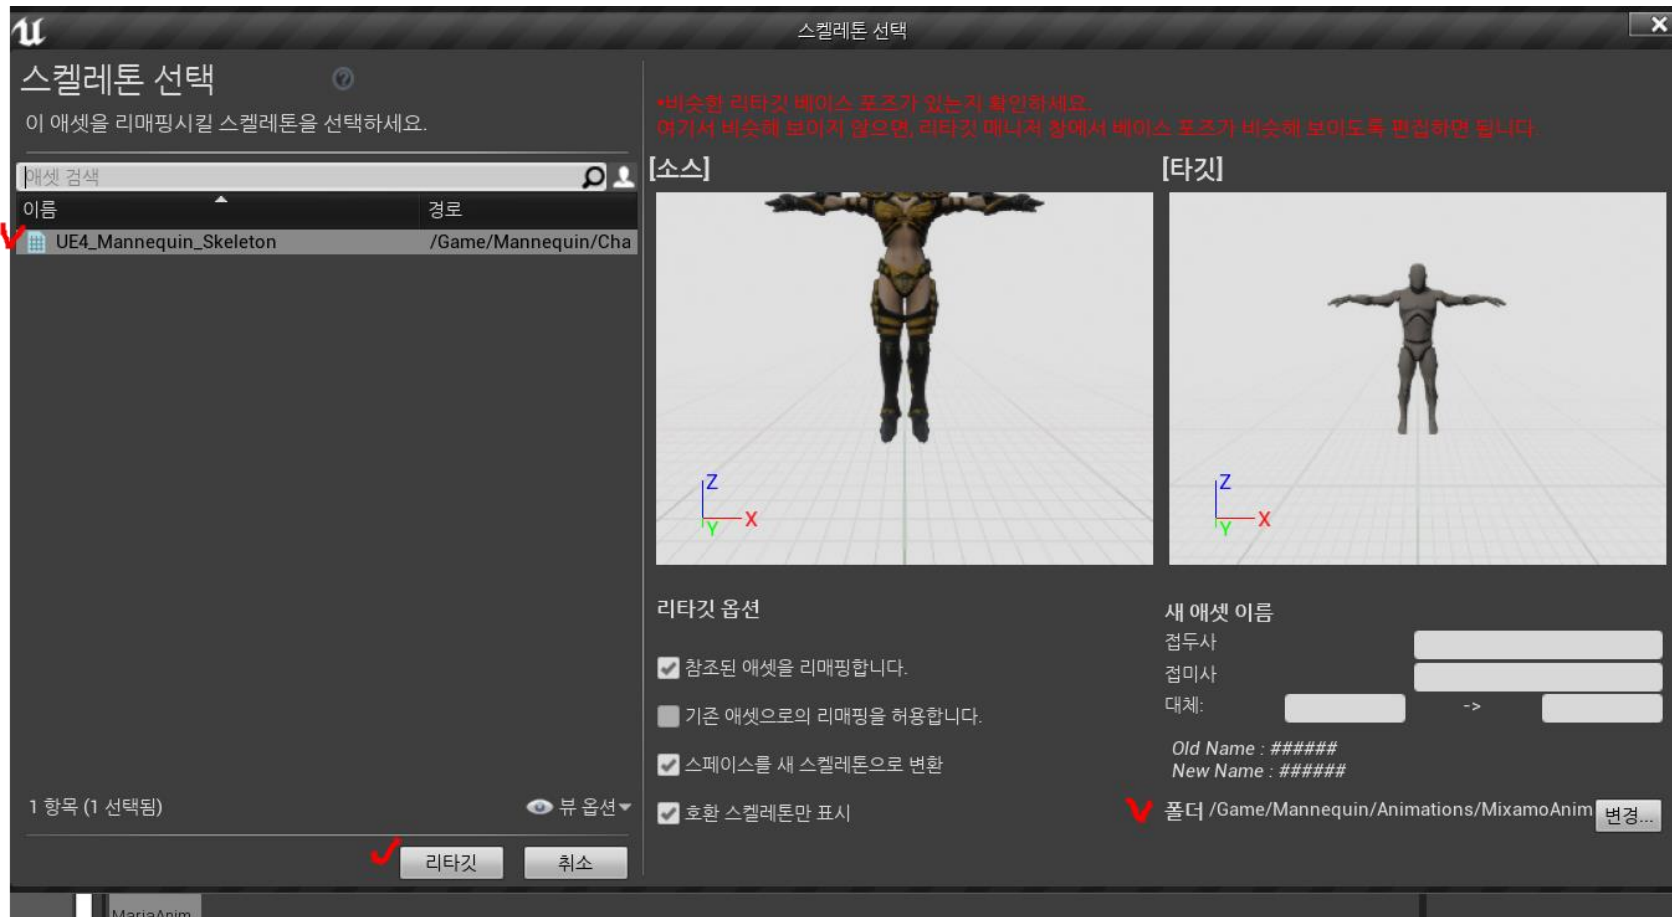 스켈레톤 선택
스켈레톤 선택
이 애셋을 리매핑시킬 스켈레톤을 선택하세요.
애셋 검색
이름 경로
UE4_Mannequin_Skeleton /Game/Mannequin/Cha
1 항목 (1 선택됨) 뷰 옵션
리타깃 취소
*비슷한 리타깃 베이스 포즈가 있는지 확인하세요.
여기서 비슷해 보이지 않으면, 리타깃 매니저 창에서 베이스 포즈가 비슷해 보이도록 편집하면 됩니다.
[소스] [타깃]
Z
X
Y
Z
X
Y
리타깃 옵션
참조된 애셋을 리매핑합니다.
기존 애셋으로의 리매핑을 허용합니다.
스페이스를 새 스켈레톤으로 변환
호환 스켈레톤만 표시
새 애셋 이름
접두사
접미사
대체: ->
Old Name : ######
New Name : ######
폴더 /Game/Mannequin/Animations/MixamoAnim 변경...
MariaAnim